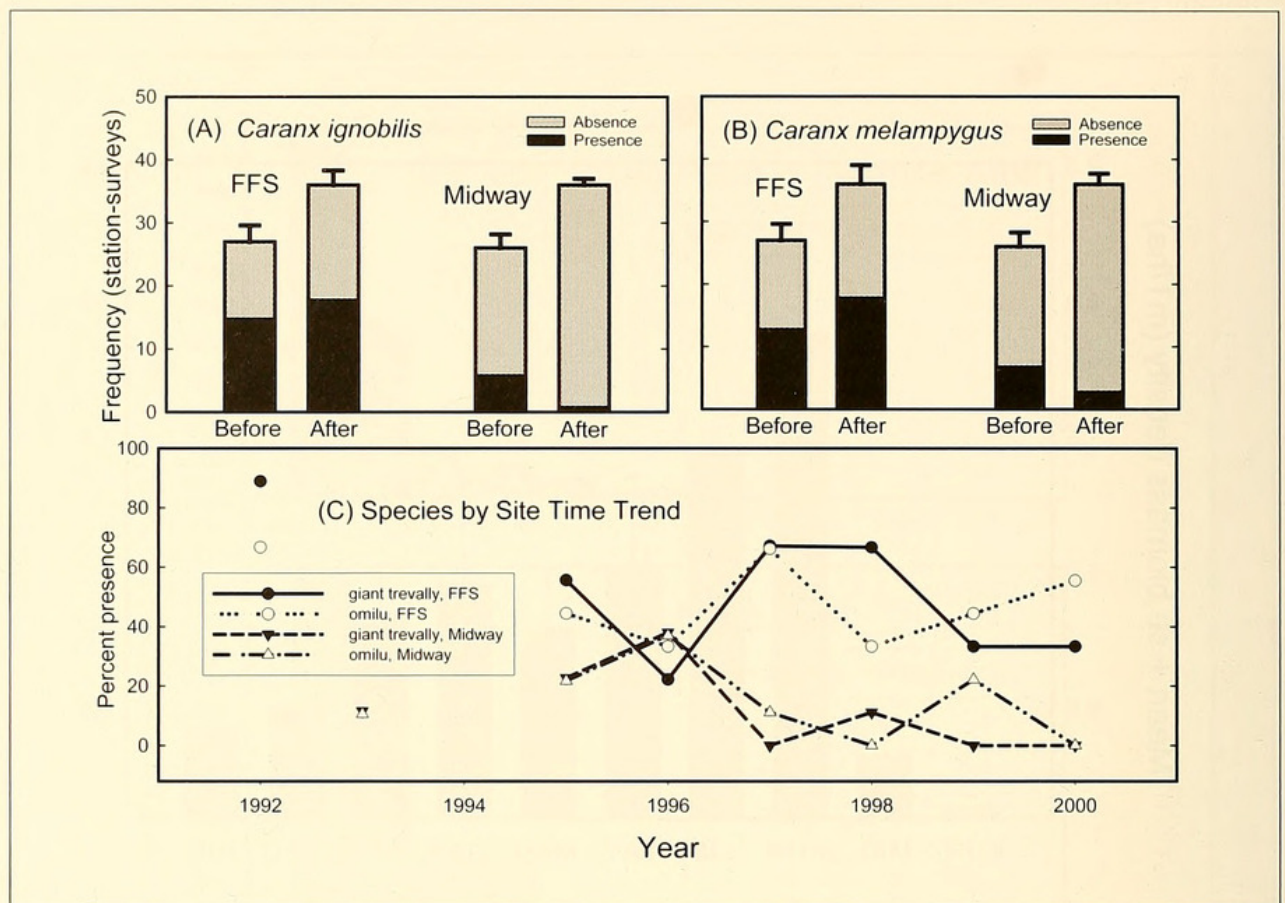 50
40
30
20
10
0
Frequency (station-surveys)
(A) Caranx ignobilis
Absence
Presence
FFS
Midway
Before After
Before After
(B) Caranx melampygus
Absence
Presence
FFS
Midway
Before After
Before After
100
80
60
40
20
0
Percent presence
(C) Species by Site Time Trend
giant trevally, FFS
omilu, FFS
giant trevally, Midway
omilu, Midway
1992 1994 1996 1998 2000
Year